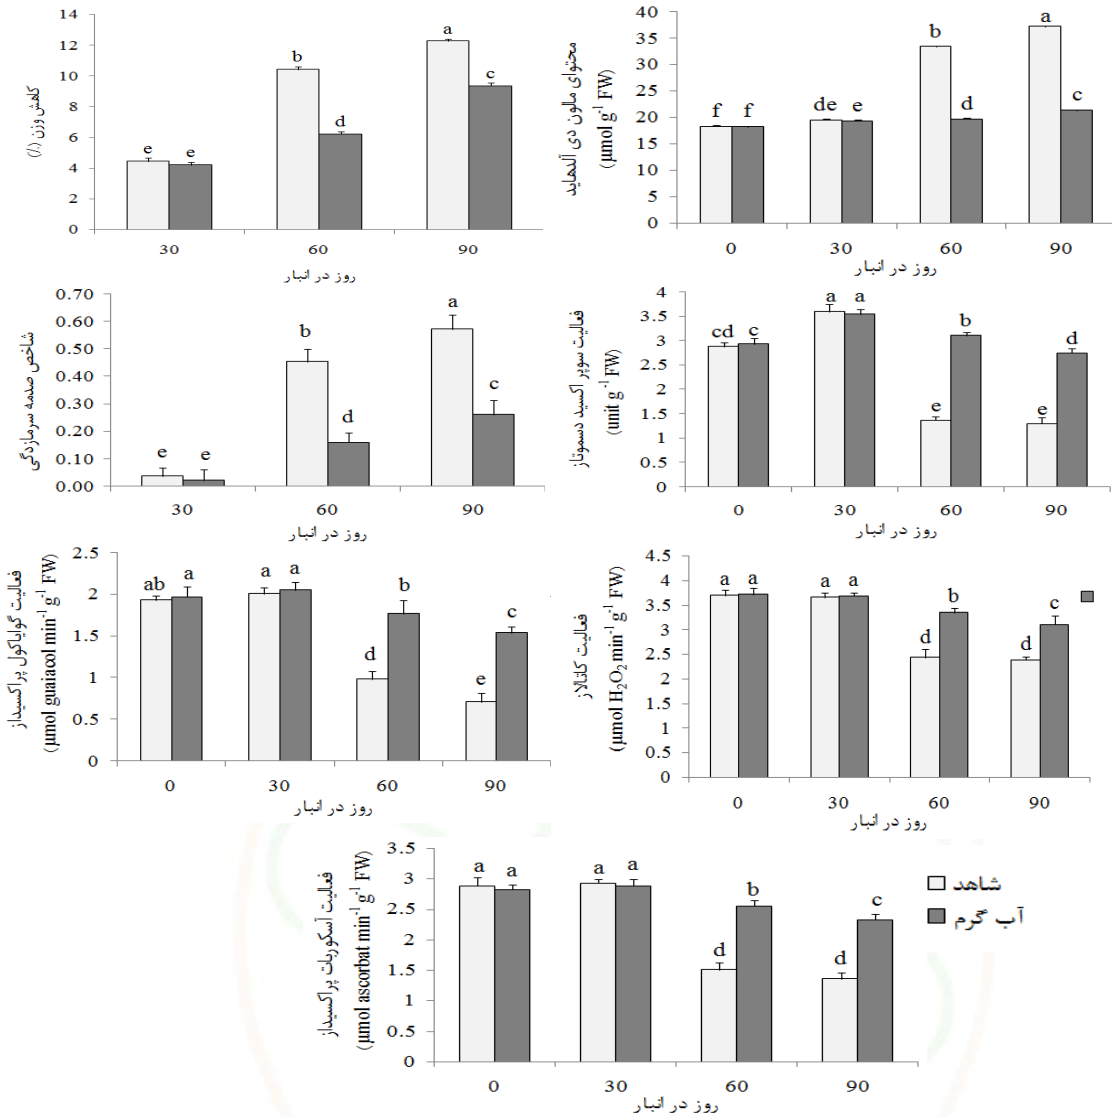 کاهش وزن (٪)
14
12
10
8
6
4
2
0
e e
b
d
a
c
30 60 90
روز در انبار
محتوای مالون دی آلدهاید
(µmol g-1 FW)
40
35
30
25
20
15
10
5
0
f f
de e
b
d
a
c
0 30 60 90
روز در انبار
شاخص صدمه سرمازدگی
0.70
0.60
0.50
0.40
0.30
0.20
0.10
0.00
e e
b
d
a
c
30 60 90
روز در انبار
فعالیت سوپر اکسید دسموتاز
(unit g-1 FW)
4
3.5
3
2.5
2
1.5
1
0.5
0
cd c
a a
e
b
e
d
0 30 60 90
روز در انبار
فعالیت گوایاکول پراکسیداز
(µmol guaiacol min-1 g-1 FW)
2.5
2
1.5
1
0.5
0
ab a
a a
d
b
e
c
0 30 60 90
روز در انبار
فعالیت کاتالاز
(µmol H2O2 min-1 g-1 FW)
4.5
4
3.5
3
2.5
2
1.5
1
0.5
0
a a
a a
d
b
d
c
0 30 60 90
روز در انبار
فعالیت آسکوربات پراکسیداز
(µmol ascorbat min-1 g-1 FW)
3.5
3
2.5
2
1.5
1
0.5
0
a a
a a
d
b
d
c
0 30 60 90
روز در انبار
شاهد
آب گرم